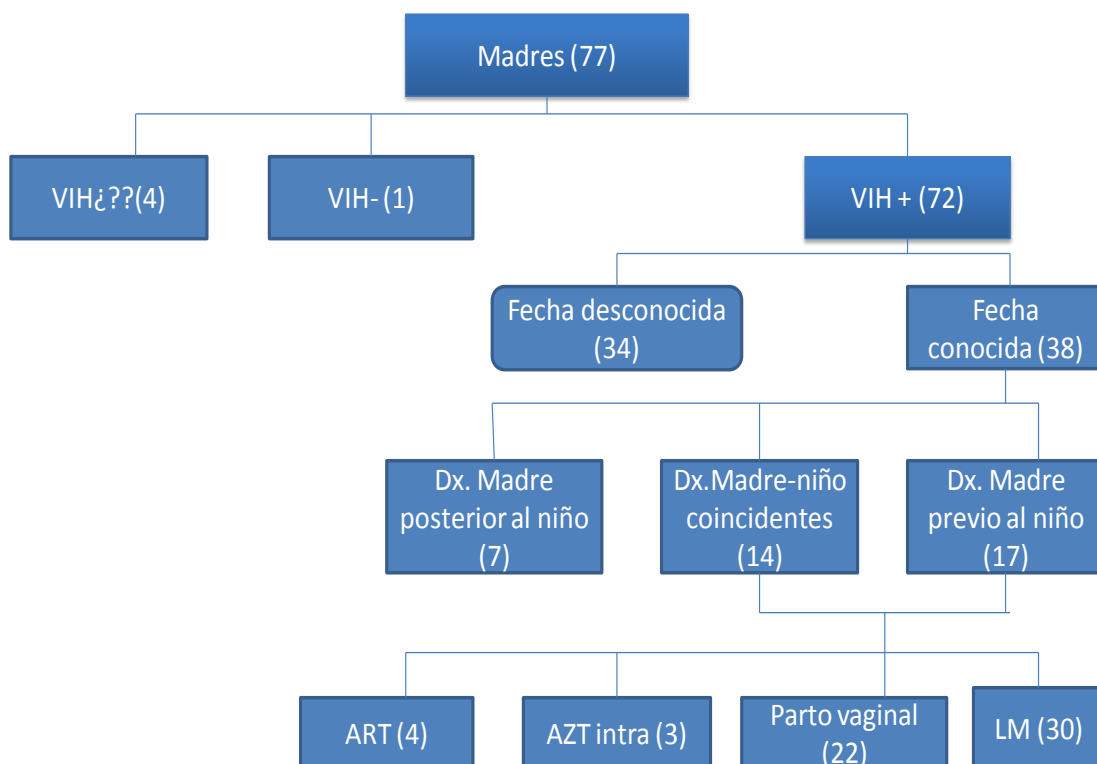 Madres (77)
VIH¿??(4)
VIH- (1)
VIH + (72)
Fecha desconocida
(34)
Fecha
conocida (38)
Dx. Madre
posterior al niño
(7)
Dx.Madre-niño
coincidentes
(14)
Dx. Madre
previo al niño
(17)
ART (4)
AZT intra (3)
Parto vaginal
(22)
LM (30)